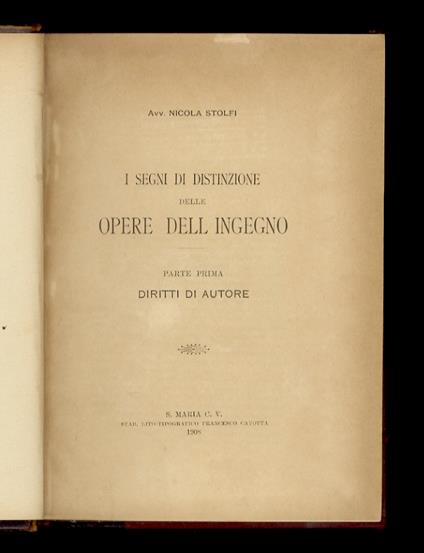 Avv. NICOLA STOLFI
I SEGNI DI DISTINZIONE
DELLE
OPERE DELL INGEGNO
PARTE PRIMA
DIRITTI DI AUTORE
S. MARIA C. V.
STAB. LITO-TIPOGRAFICO FRANCESCO CAVOTTA
1908